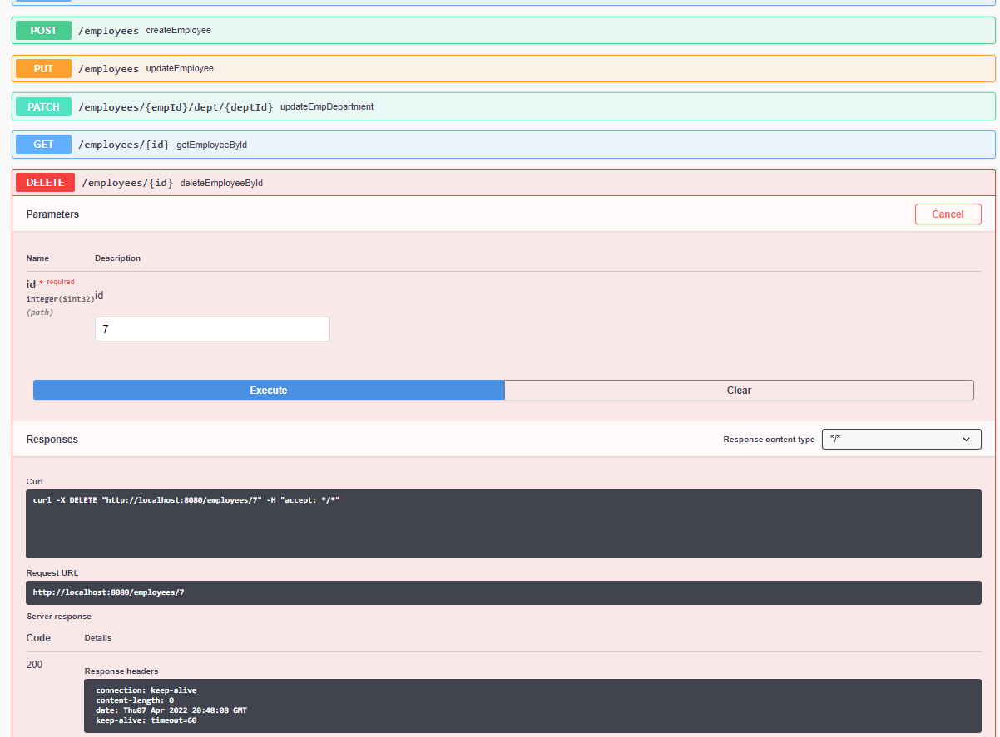 POST /employees createEmployee
PUT /employees updateEmployee
PATCH /employees/{empId}/dept/{deptId} updateEmpDepartment
GET /employees/{id} getEmployeeById
DELETE /employees/{id} deleteEmployeeById
Parameters Cancel
Name Description
id * required
integer($int32) id
(path)
7
Execute Clear
Responses Response content type */*
Curl
curl -X DELETE "http://localhost:8080/employees/7" -H "accept: */*"
Request URL
http://localhost:8080/employees/7
Server response
Code Details
200
Response headers
connection: keep-alive
content-length: 0
date: Thu07 Apr 2022 20:48:08 GMT
keep-alive: timeout=60